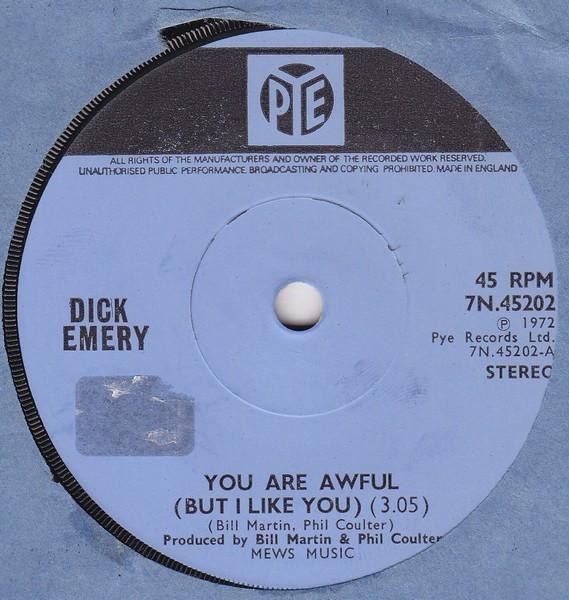 PYE
ALL RIGHTS OF THE MANUFACTURERS AND OWNER OF THE RECORDED WORK RESERVED.
UNAUTHORISED PUBLIC PERFORMANCE. BROADCASTING AND COPYING PROHIBITED. MADE IN ENGLAND
45 RPM
7N.45202
Ⓟ 1972
Pye Records Ltd.
7N.45202-A
STEREO
DICK
EMERY
YOU ARE AWFUL
(BUT I LIKE YOU) (3.05)
(Bill Martin, Phil Coulter)
Produced by Bill Martin & Phil Coulter
MEWS MUSIC